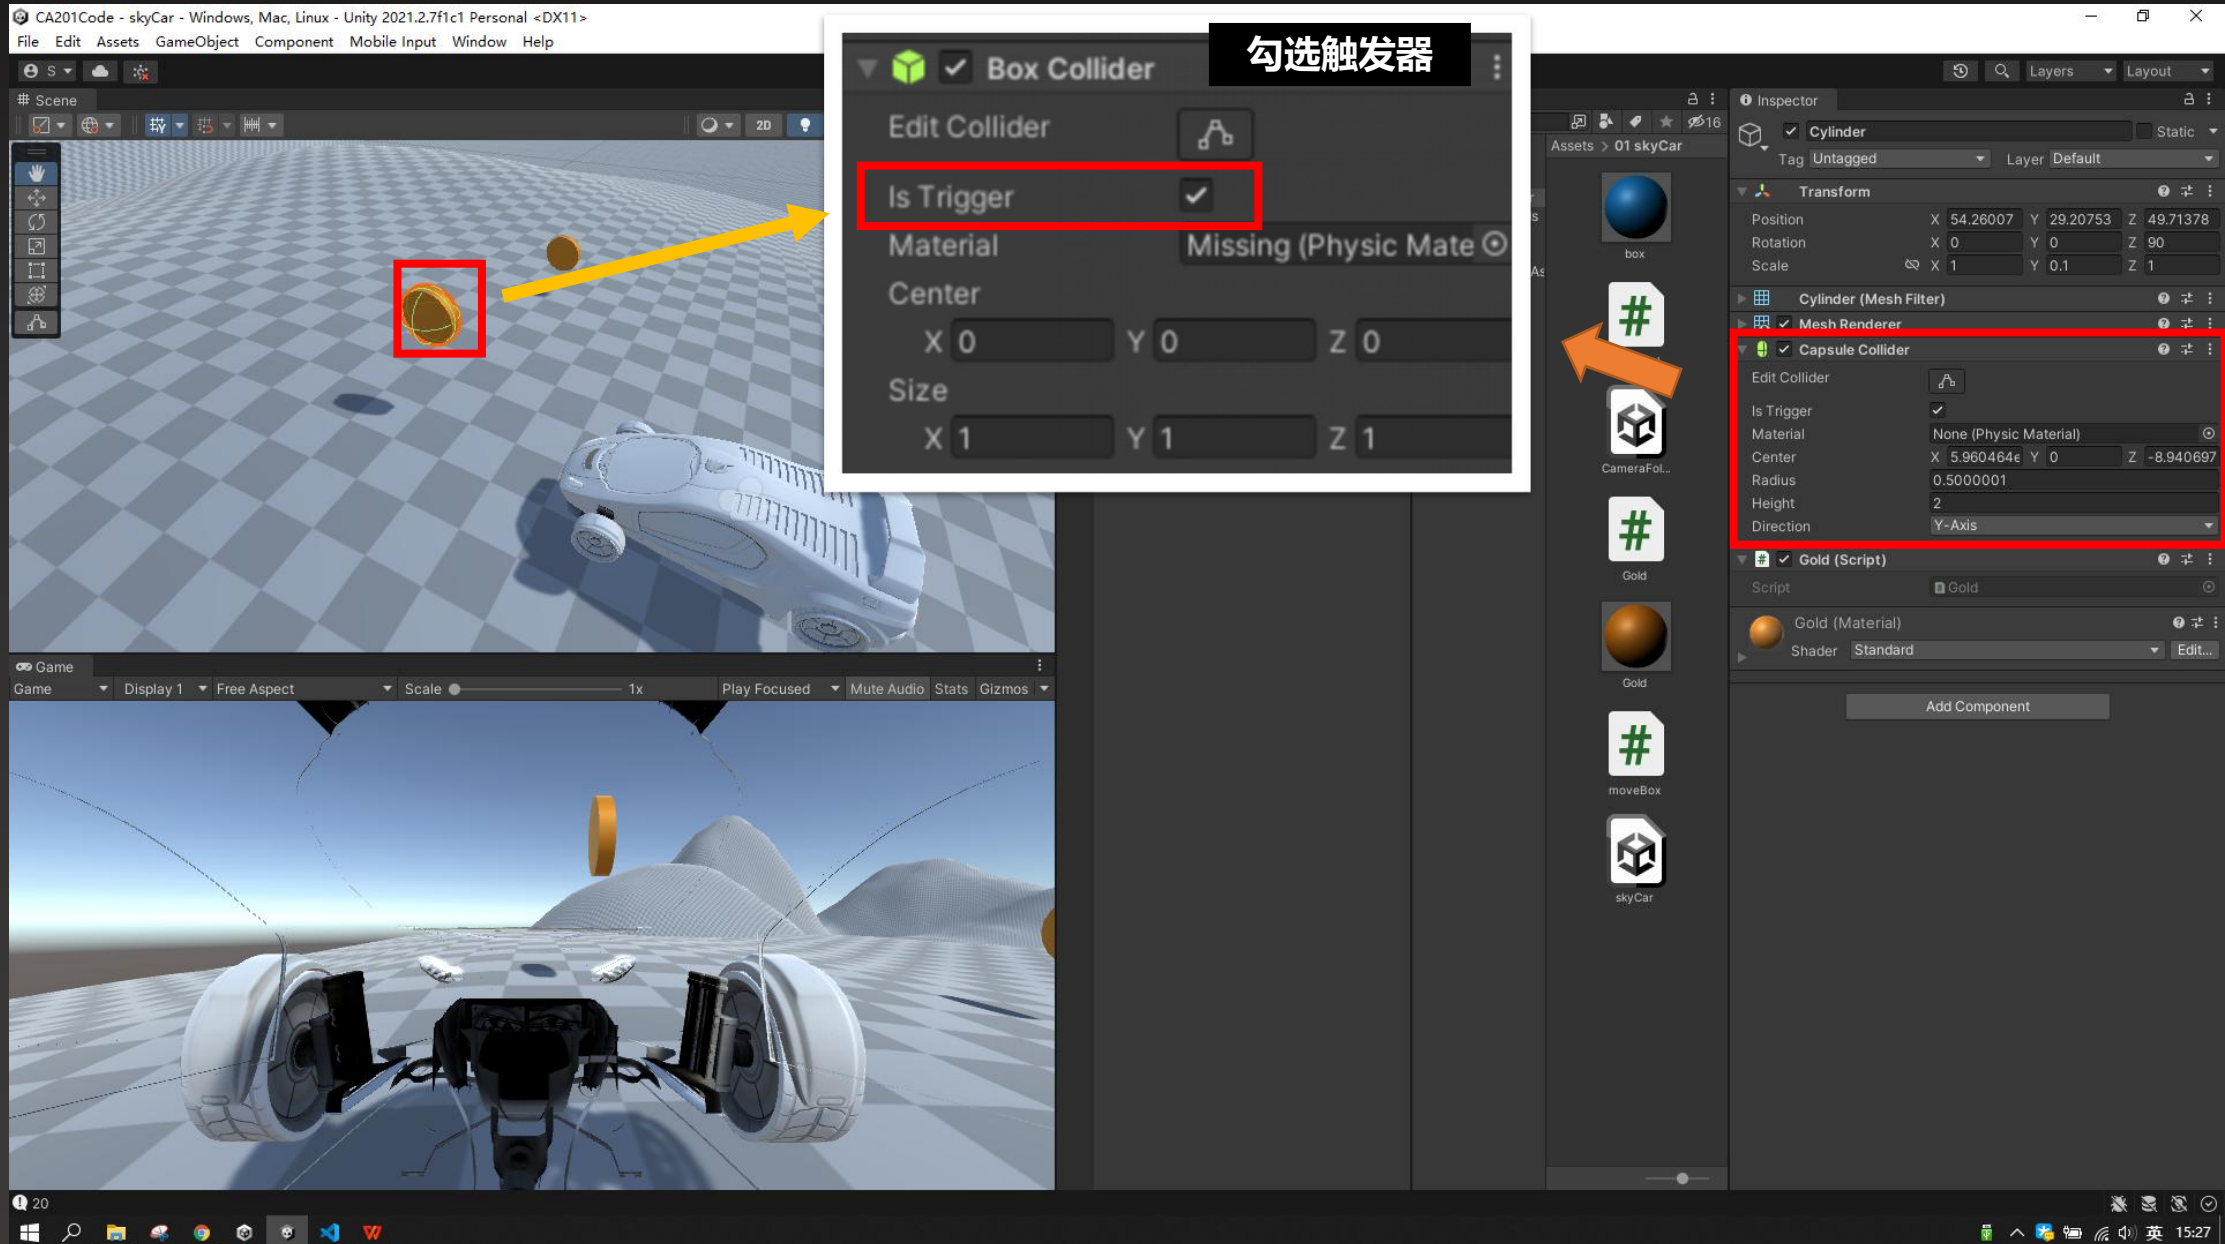 CA201Code - skyCar - Windows, Mac, Linux - Unity 2021.2.7f1c1 Personal <DX11>
File Edit Assets GameObject Component Mobile Input Window Help
S
Layers Layout
Scene
2D
勾选触发器
Box Collider
Edit Collider
Is Trigger
Material Missing (Physic Mate
Center
X 0 Y 0 Z 0
Size
X 1 Y 1 Z 1
16
Assets > 01 skyCar
box
CameraFol...
Gold
Gold
moveBox
skyCar
Inspector
Cylinder Static
Tag Untagged Layer Default
Transform
Position X 54.26007 Y 29.20753 Z 49.71378
Rotation X 0 Y 0 Z 90
Scale X 1 Y 0.1 Z 1
Cylinder (Mesh Filter)
Mesh Renderer
Capsule Collider
Edit Collider
Is Trigger
Material None (Physic Material)
Center X 5.960464e Y 0 Z -8.940697
Radius 0.5000001
Height 2
Direction Y-Axis
Gold (Script)
Script Gold
Gold (Material)
Shader Standard Edit...
Add Component
Game
Game Display 1 Free Aspect Scale 1x Play Focused Mute Audio Stats Gizmos
20
英 15:27